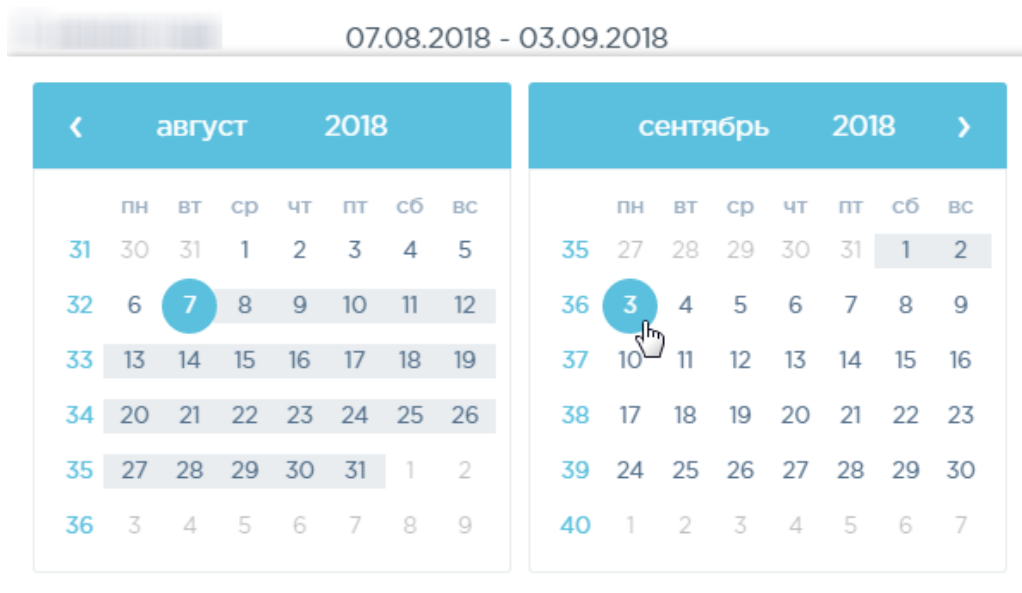 07.08.2018 - 03.09.2018
август 2018
пн вт ср чт пт сб вс
31 30 31 1 2 3 4 5
32 6 7 8 9 10 11 12
33 13 14 15 16 17 18 19
34 20 21 22 23 24 25 26
35 27 28 29 30 31 1 2
36 3 4 5 6 7 8 9
сентябрь 2018
пн вт ср чт пт сб вс
35 27 28 29 30 31 1 2
36 3 4 5 6 7 8 9
37 10 11 12 13 14 15 16
38 17 18 19 20 21 22 23
39 24 25 26 27 28 29 30
40 1 2 3 4 5 6 7